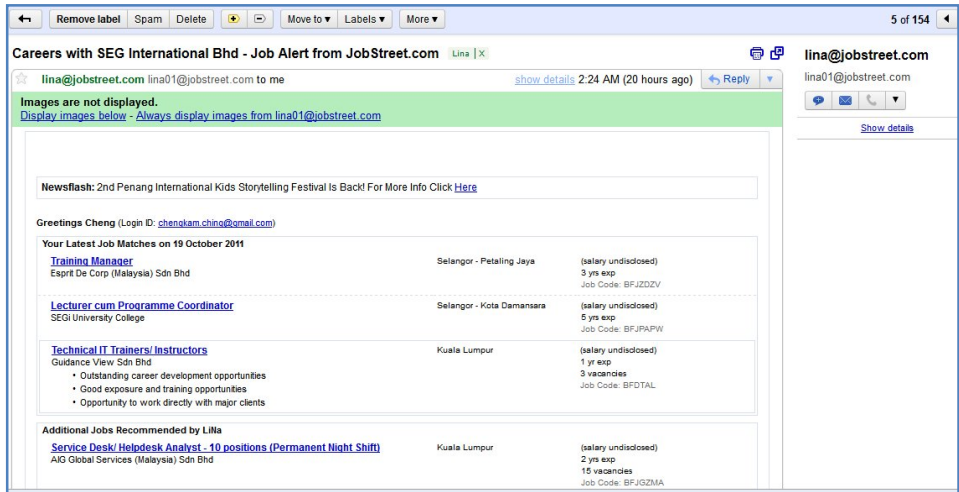 Remove label Spam Delete Move to ▾ Labels ▾ More ▾ 5 of 154
Careers with SEG International Bhd - Job Alert from JobStreet.com Lina | X
lina@jobstreet.com lina01@jobstreet.com to me show details 2:24 AM (20 hours ago) Reply
Images are not displayed.
Display images below - Always display images from lina01@jobstreet.com
lina@jobstreet.com
lina01@jobstreet.com
Show details
Newsflash: 2nd Penang International Kids Storytelling Festival Is Back! For More Info Click Here
Greetings Cheng (Login ID: chengkam.ching@gmail.com)
Your Latest Job Matches on 19 October 2011
Training Manager Selangor - Petaling Jaya (salary undisclosed)
Esprit De Corp (Malaysia) Sdn Bhd 3 yrs exp
Job Code: BFJZDZV
Lecturer cum Programme Coordinator Selangor - Kota Damansara (salary undisclosed)
SEGi University College 5 yrs exp
Job Code: BFJPAPW
Technical IT Trainers/ Instructors Kuala Lumpur (salary undisclosed)
Guidance View Sdn Bhd 1 yr exp
• Outstanding career development opportunities 3 vacancies
• Good exposure and training opportunities Job Code: BFDTAL
• Opportunity to work directly with major clients
Additional Jobs Recommended by LiNa
Service Desk/ Helpdesk Analyst - 10 positions (Permanent Night Shift) Kuala Lumpur (salary undisclosed)
AIG Global Services (Malaysia) Sdn Bhd 2 yrs exp
15 vacancies
Job Code: BFJGZMA